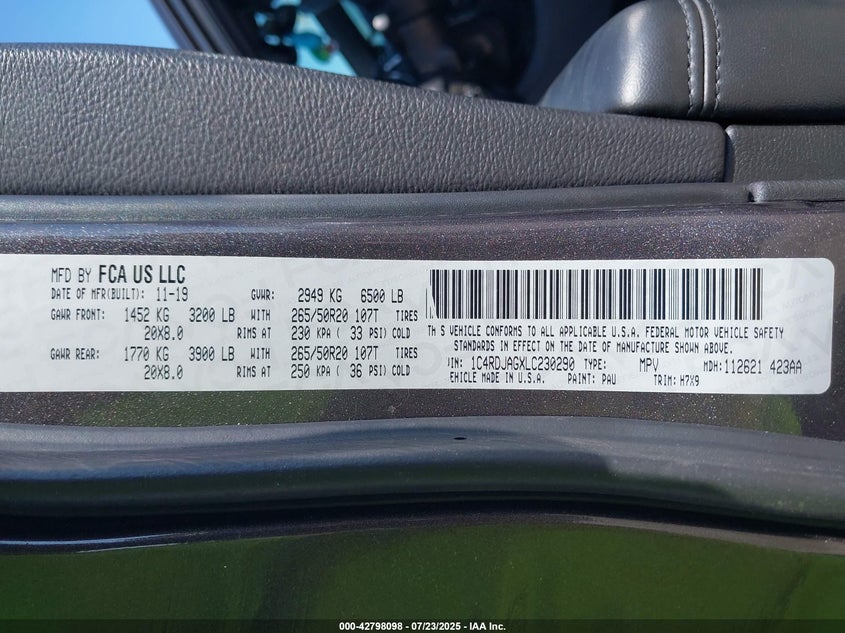 MFD BY FCA US LLC
DATE OF MFR(BUILT): 11-19 GVWR: 2949 KG 6500 LB
GAWR FRONT: 1452 KG 3200 LB WITH 265/50R20 107T TIRES
20X8.0 RIMS AT 230 KPA ( 33 PSI) COLD
GAWR REAR: 1770 KG 3900 LB WITH 265/50R20 107T TIRES
20X8.0 RIMS AT 250 KPA ( 36 PSI) COLD
TH S VEHICLE CONFORMS TO ALL APPLICABLE U.S.A. FEDERAL MOTOR VEHICLE SAFETY
STANDARDS IN EFFECT ON THE DATE OF MANUFACTURE SHOWN ABOVE.
VIN: 1C4RDJAGXLC230290 TYPE: MPV MDH: 112621 423AA
EHICLE MADE IN U.S.A. PAINT: PAU TRIM: H7X9
000-42798098 - 07/23/2025 - IAA Inc.